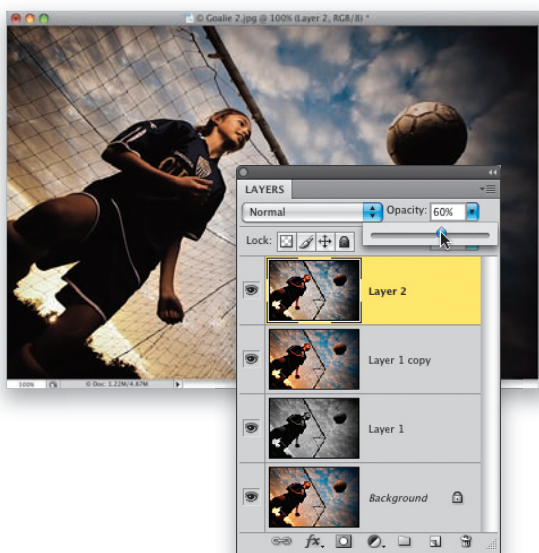 © Goalie 2.jpg @ 100% (Layer 2, RGB/8) *
LAYERS
Normal
Opacity: 60%
Lock:
Layer 2
Layer 1 copy
Layer 1
Background
100%
© Doc: 1.22M/4.87M
fx.